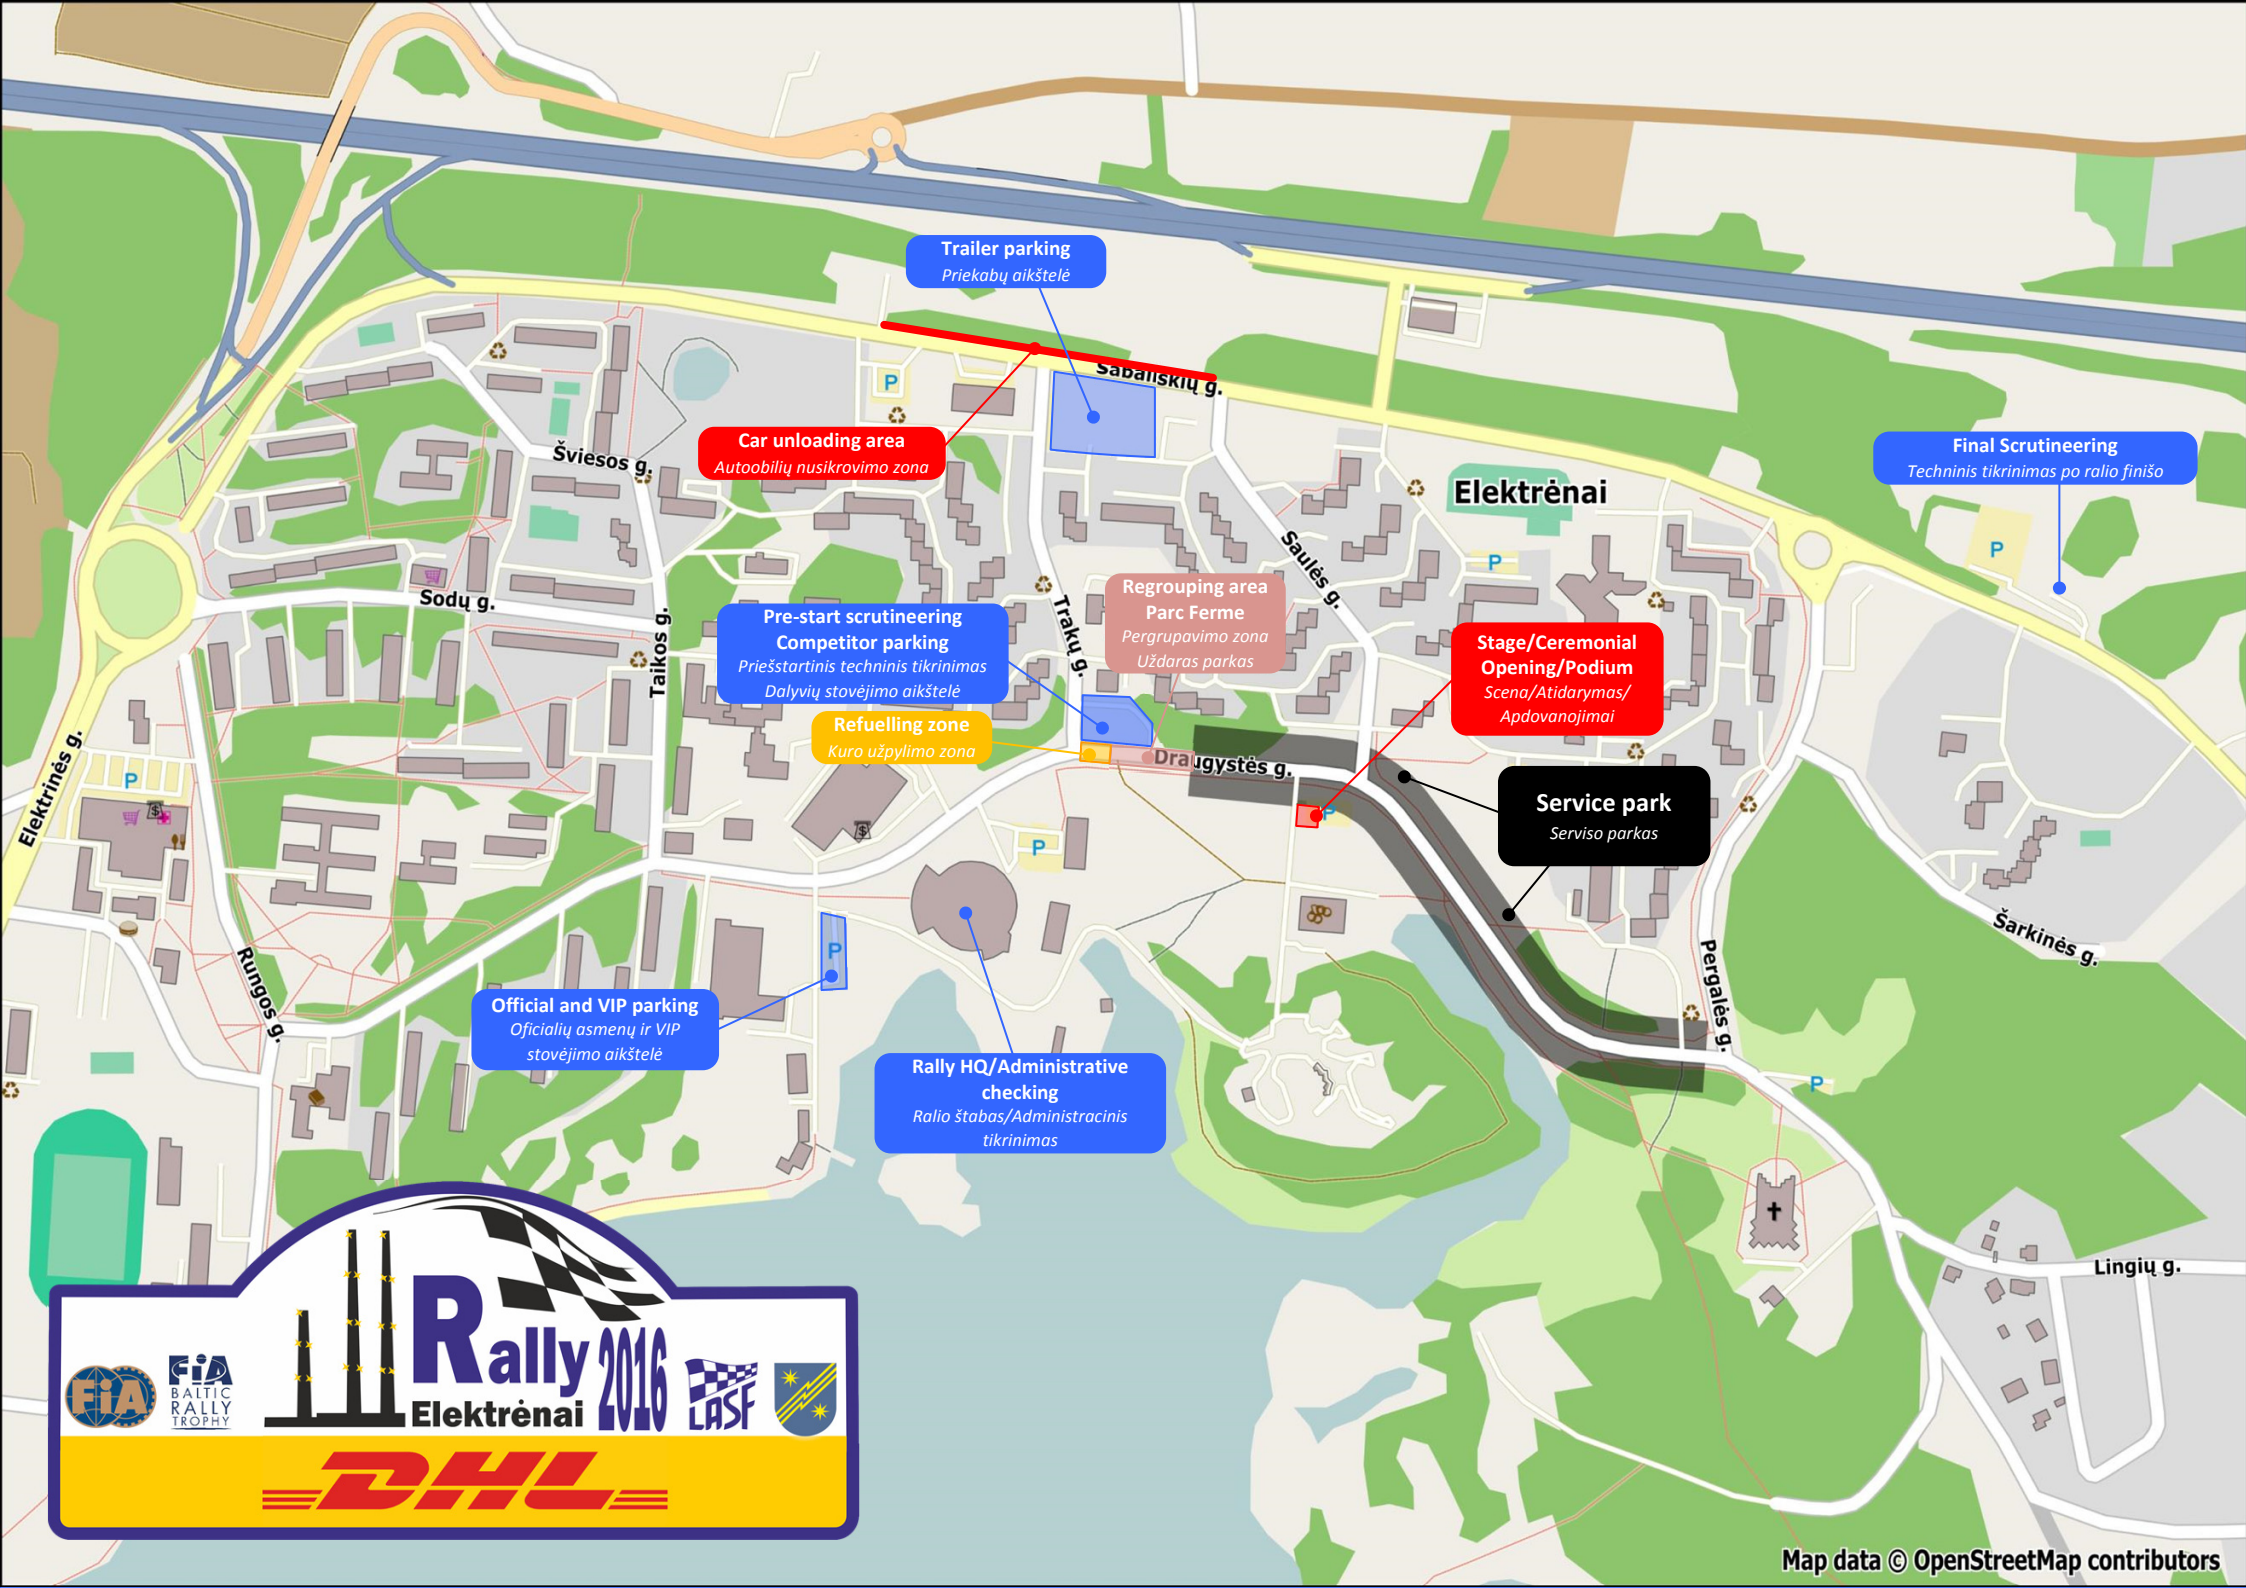 Trailer parking
Priekabų aikštelė
Sabališkių g.
P
Car unloading area
Autoobilių nusikrovimo zona
Šviesos g.
Elektrėnai
Final Scrutineering
Techninis tikrinimas po ralio finišo
P
P
Saulės g.
Sodų g.
Taikos g.
Trakų g.
Regrouping area
Parc Ferme
Pergrupavimo zona
Uždaras parkas
Pre-start scrutineering
Competitor parking
Priešstartinis techninis tikrinimas
Dalyvių stovėjimo aikštelė
Stage/Ceremonial
Opening/Podium
Scena/Atidarymas/
Apdovanojimai
Refuelling zone
Kuro užpylimo zona
Draugystės g.
Elektrinės g.
P
$
Service park
Serviso parkas
P
$
P
Rungos g.
P
Šarkinės g.
Pergalės g.
Official and VIP parking
Oficialių asmenų ir VIP
stovėjimo aikštelė
Rally HQ/Administrative
checking
Ralio štabas/Administracinis
tikrinimas
P
Lingių g.
Rally 2016
Elektrėnai
FiA
FiA
BALTIC
RALLY
TROPHY
LASF
DHL
Map data © OpenStreetMap contributors